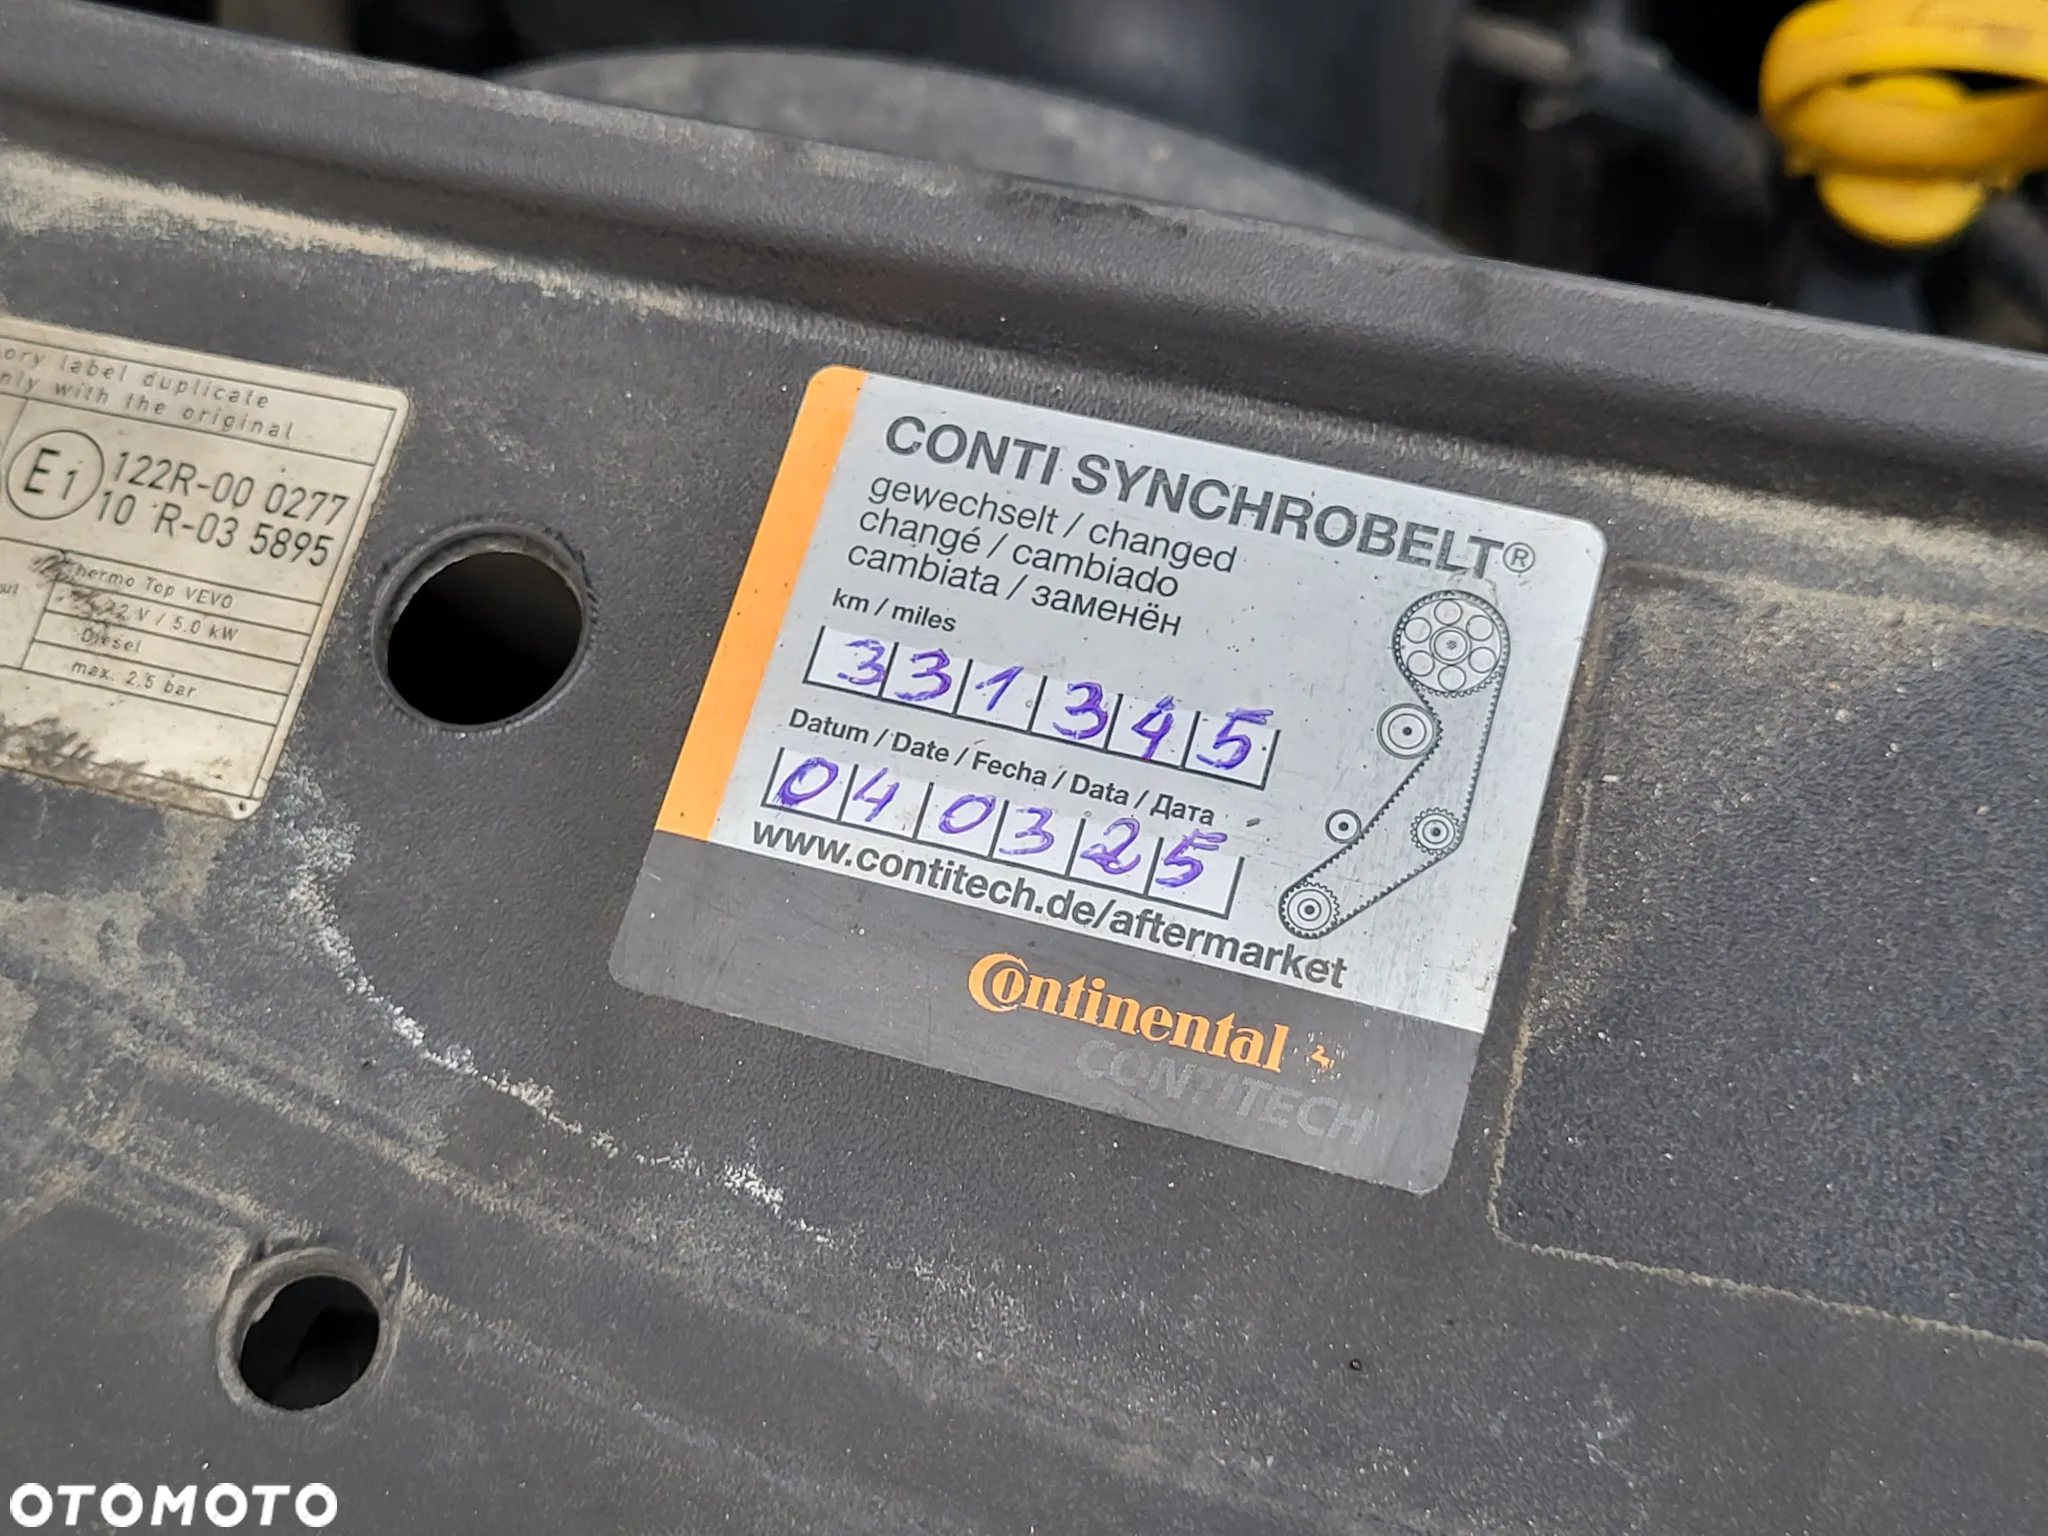 ory label duplicate
nly with the original
E1
122R-00 0277
10 R-03 5895
Thermo Top VEVO
V / 5.0 kW
Diesel
max. 2.5 bar
CONTI SYNCHROBELT®
gewechselt / changed
changé / cambiado
cambiata / заменён
km / miles
331345
Datum / Date / Fecha / Data / Дата
040325
www.contitech.de/aftermarket
Continental
CONTITECH
OTOMOTO